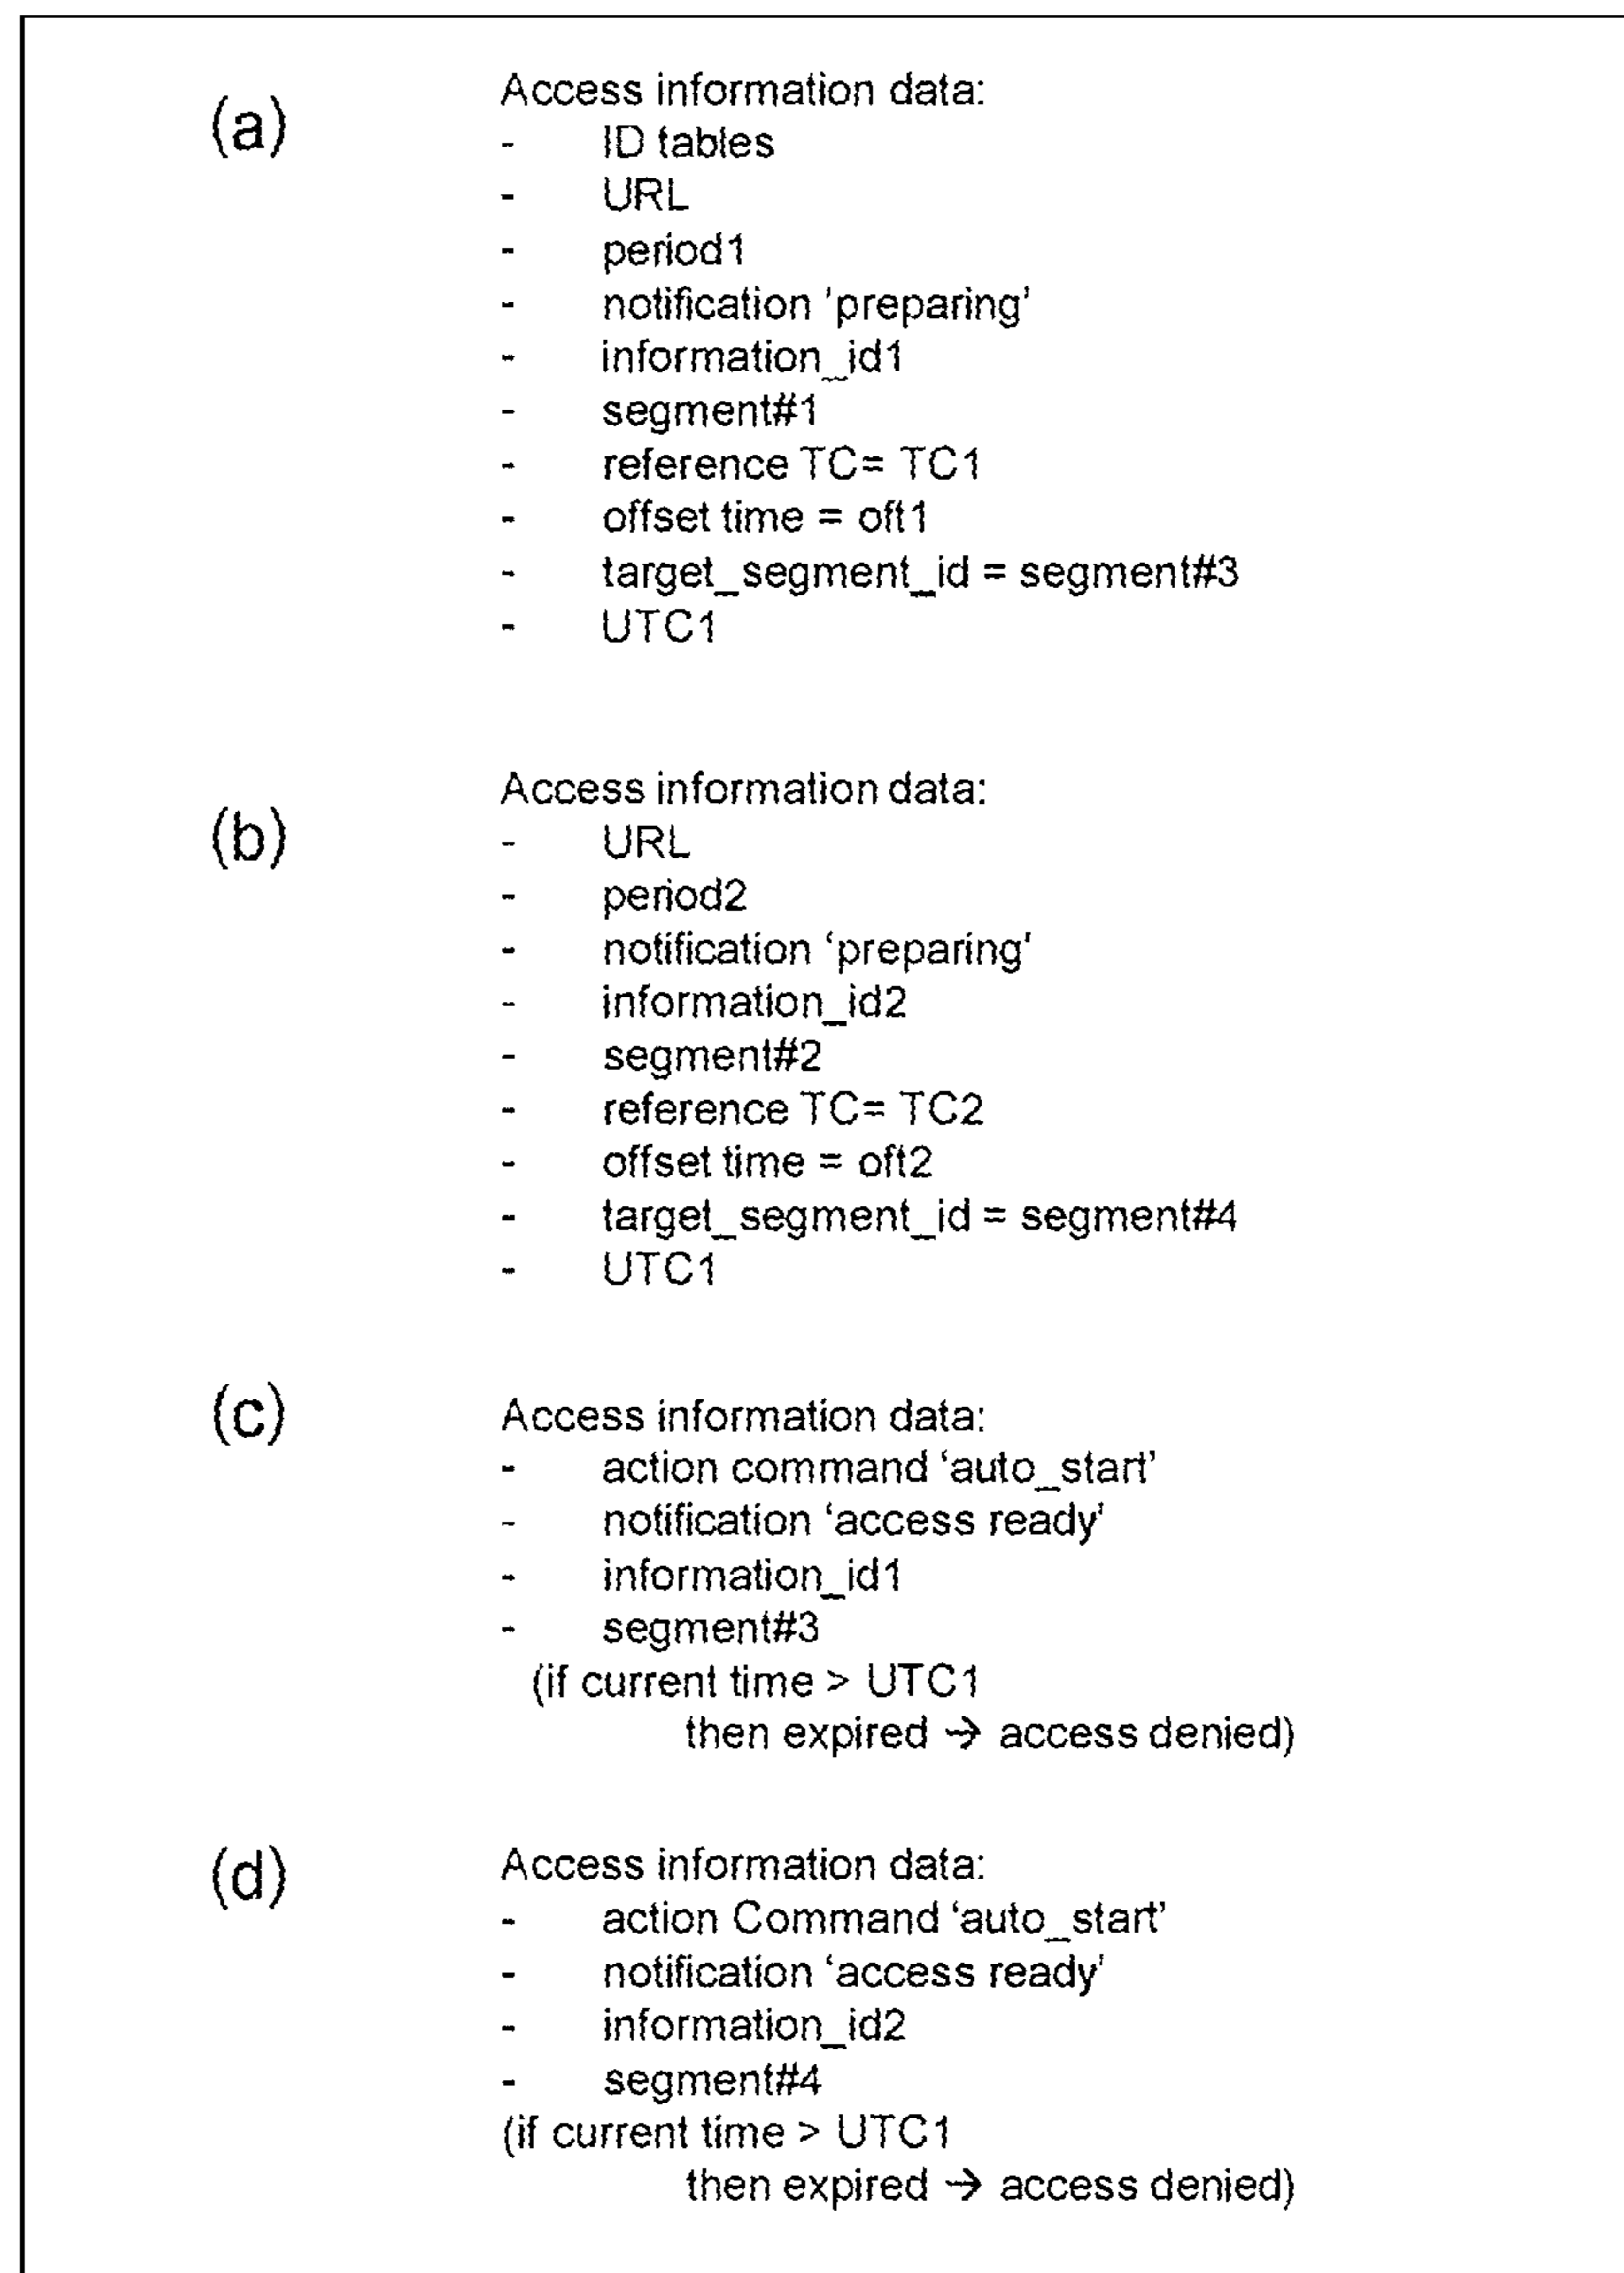 (a)
Access information data:
- ID tables
- URL
- period1
- notification 'preparing'
- information_id1
- segment#1
- reference TC= TC1
- offset time = oft1
- target_segment_id = segment#3
- UTC1
(b)
Access information data:
- URL
- period2
- notification 'preparing'
- information_id2
- segment#2
- reference TC= TC2
- offset time = oft2
- target_segment_id = segment#4
- UTC1
(c)
Access information data:
- action command 'auto_start'
- notification 'access ready'
- information_id1
- segment#3
(if current time > UTC1
then expired → access denied)
(d)
Access information data:
- action Command 'auto_start'
- notification 'access ready'
- information_id2
- segment#4
(if current time > UTC1
then expired → access denied)